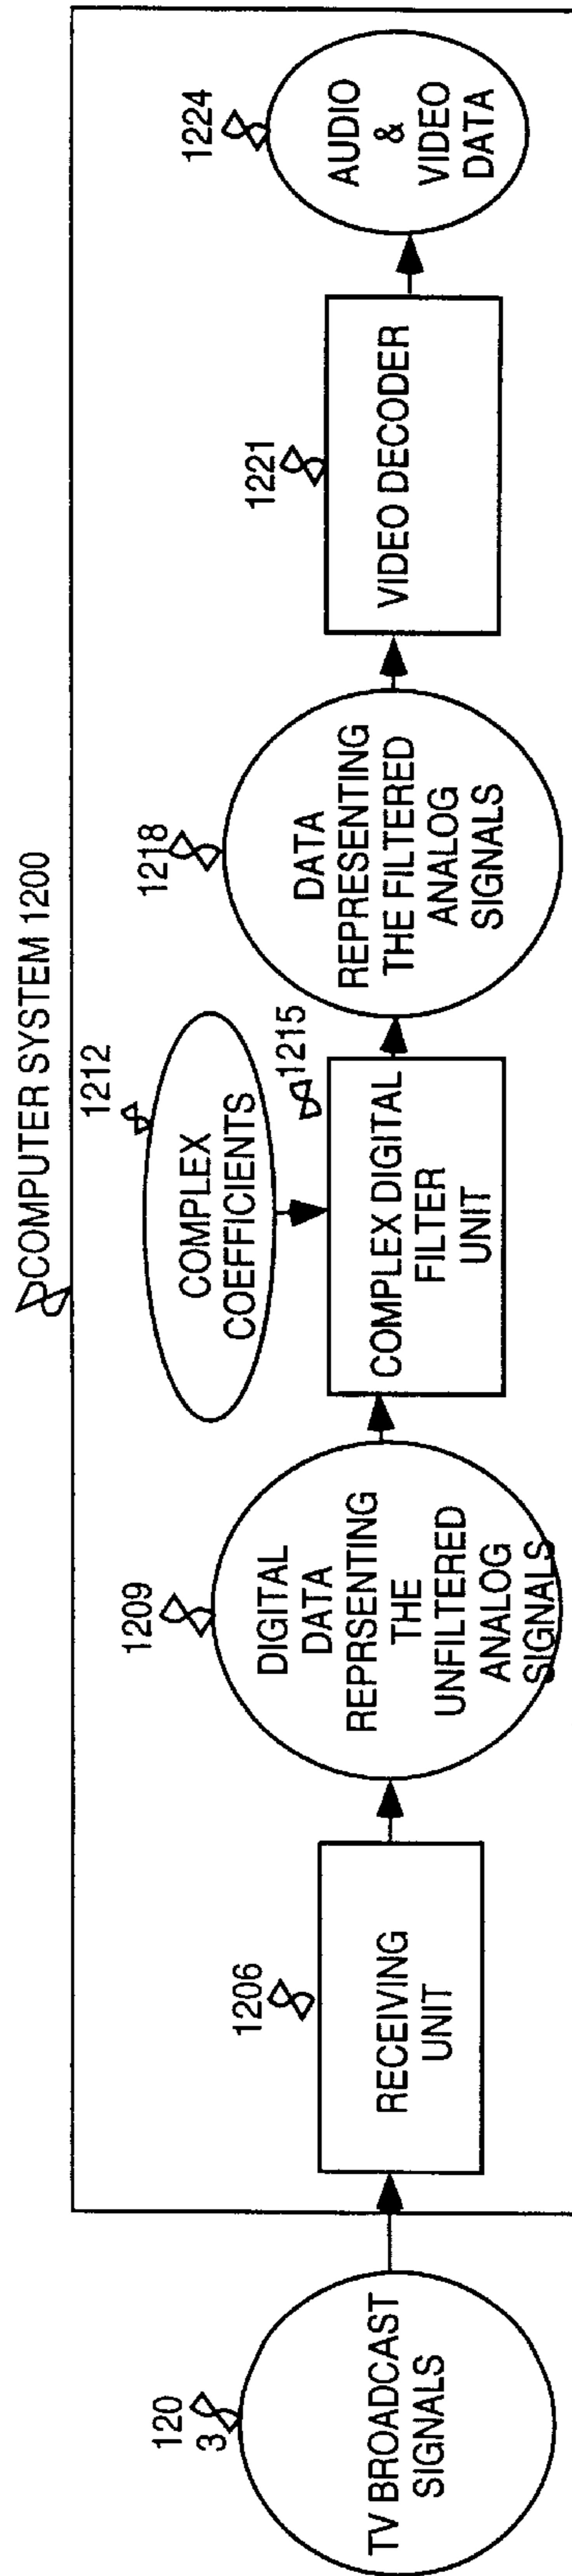 COMPUTER SYSTEM 1200
120
3
TV BROADCAST
SIGNALS
1206
RECEIVING
UNIT
1209
DIGITAL
DATA
REPRSENTING
THE
UNFILTERED
ANALOG
SIGNALS
1212
COMPLEX
COEFFICIENTS
1215
COMPLEX DIGITAL
FILTER
UNIT
1218
DATA
REPRESENTING
THE FILTERED
ANALOG
SIGNALS
1221
VIDEO DECODER
1224
AUDIO
&
VIDEO
DATA